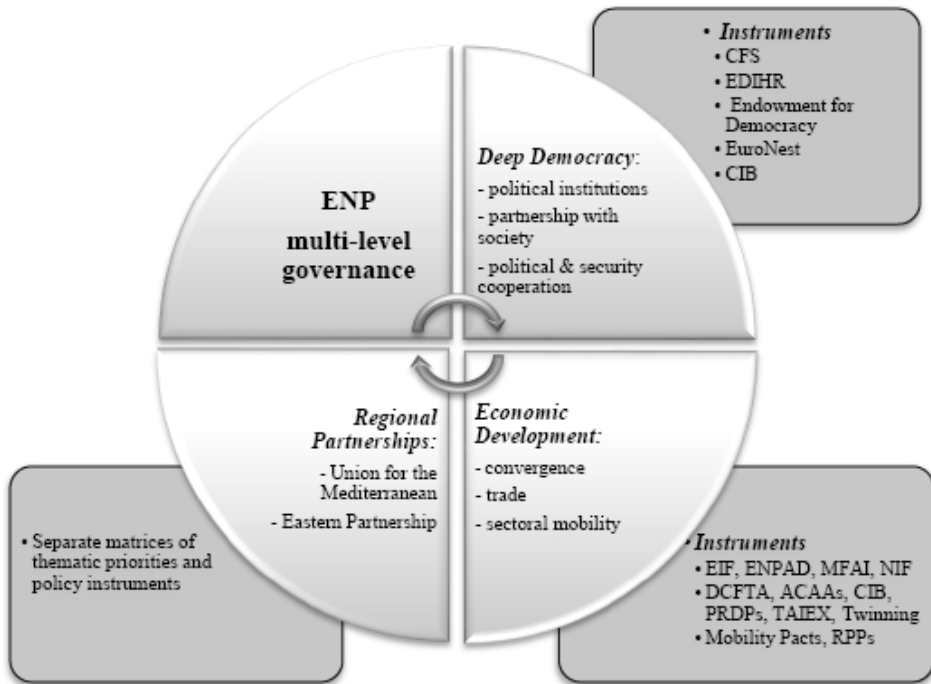 ENP
multi-level
governance
Deep Democracy:
- political institutions
- partnership with
society
- political & security
cooperation
• Instruments
• CFS
• EDIHR
• Endowment for
Democracy
• EuroNest
• CIB
Regional
Partnerships:
- Union for the
Mediterranean
- Eastern Partnership
• Separate matrices of
thematic priorities and
policy instruments
Economic
Development:
- convergence
- trade
- sectoral mobility
• Instruments
• EIF, ENPAD, MFAI, NIF
• DCFTA, ACAAs, CIB,
PRDPs, TAIEX, Twinning
• Mobility Pacts, RPPs